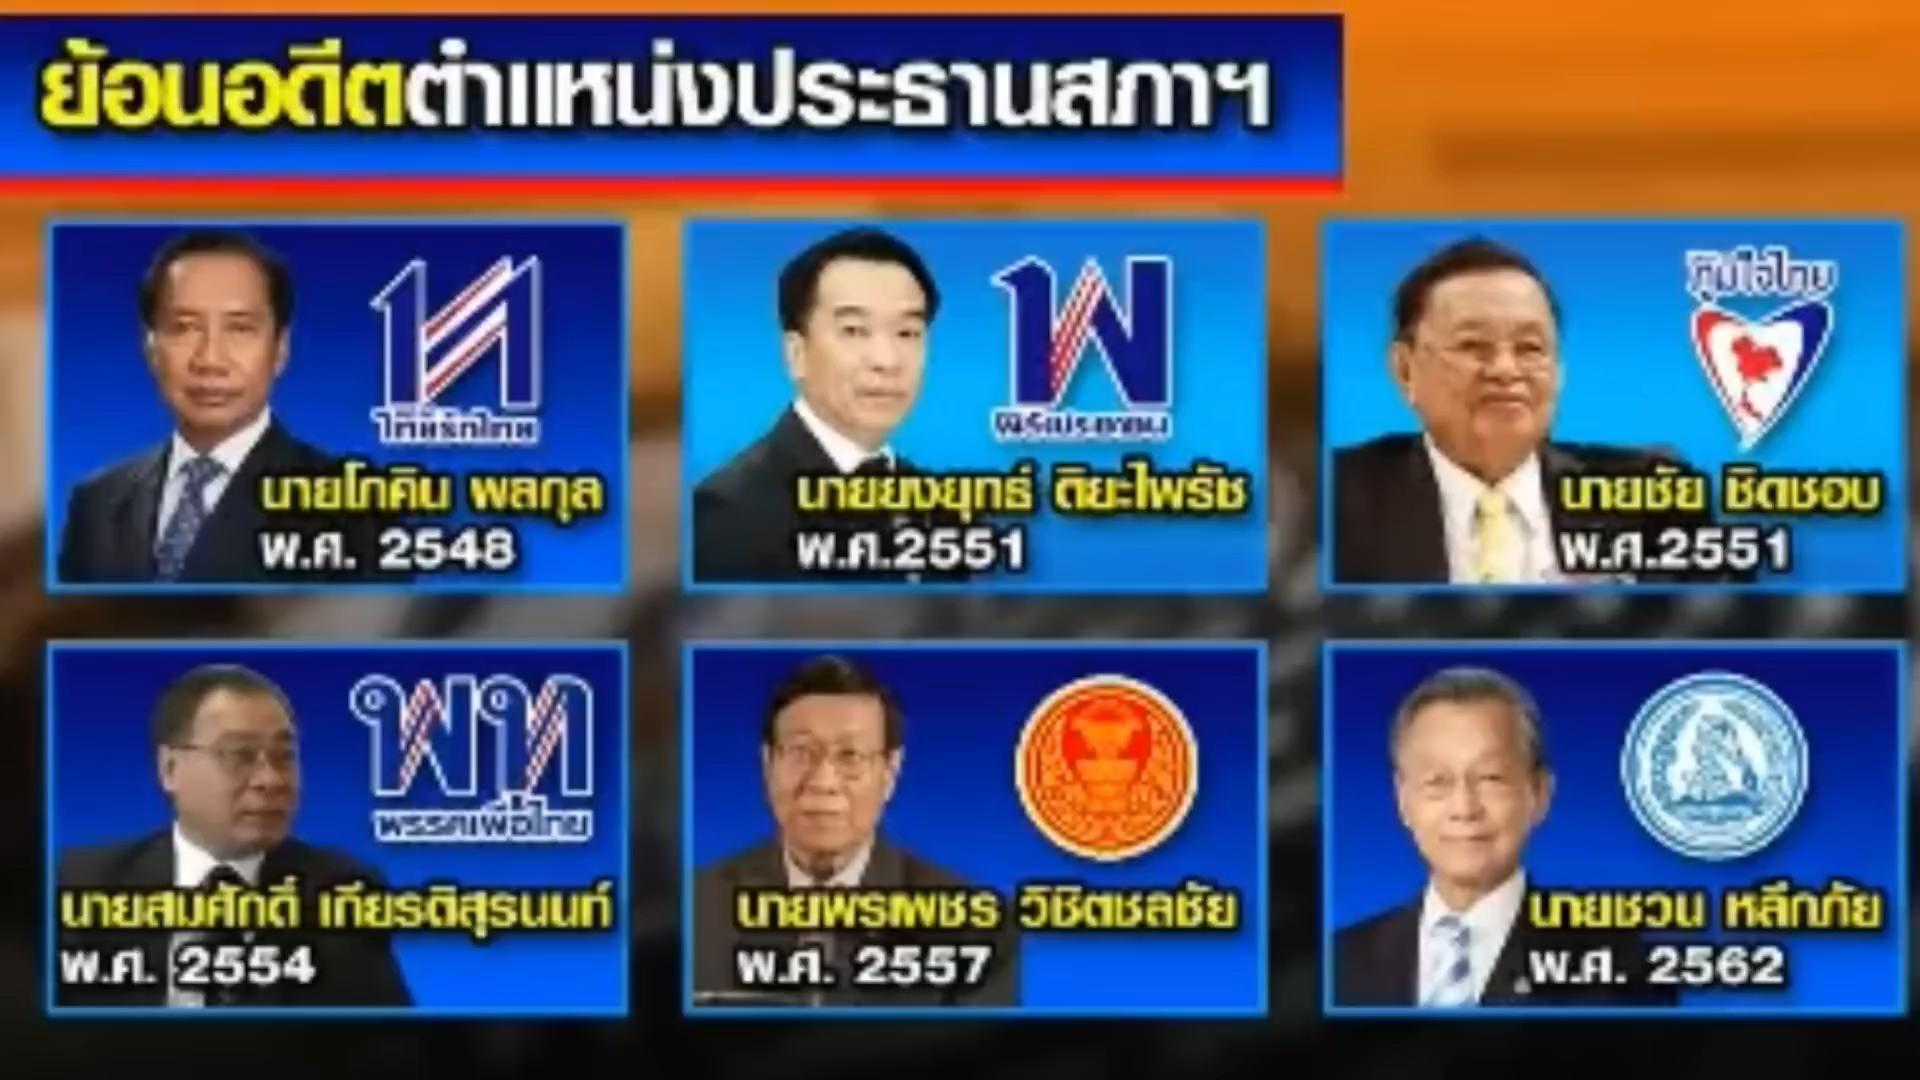 ย้อนอดีตตำแหน่งประธานสภาฯ
ไทยรักไทย
นายโภคิน พลกุล
พ.ศ. 2548
พลังประชาชน
นายยงยุทธ์ ติยะไพรัช
พ.ศ.2551
ภูมิใจไทย
นายชัย ชิดชอบ
พ.ศ.2551
พรรคเพื่อไทย
นายสมศักดิ์ เกียรติสุรนนท์
พ.ศ. 2554
นายพรเพชร วิชิตชลชัย
พ.ศ. 2557
นายชวน หลีกภัย
พ.ศ. 2562